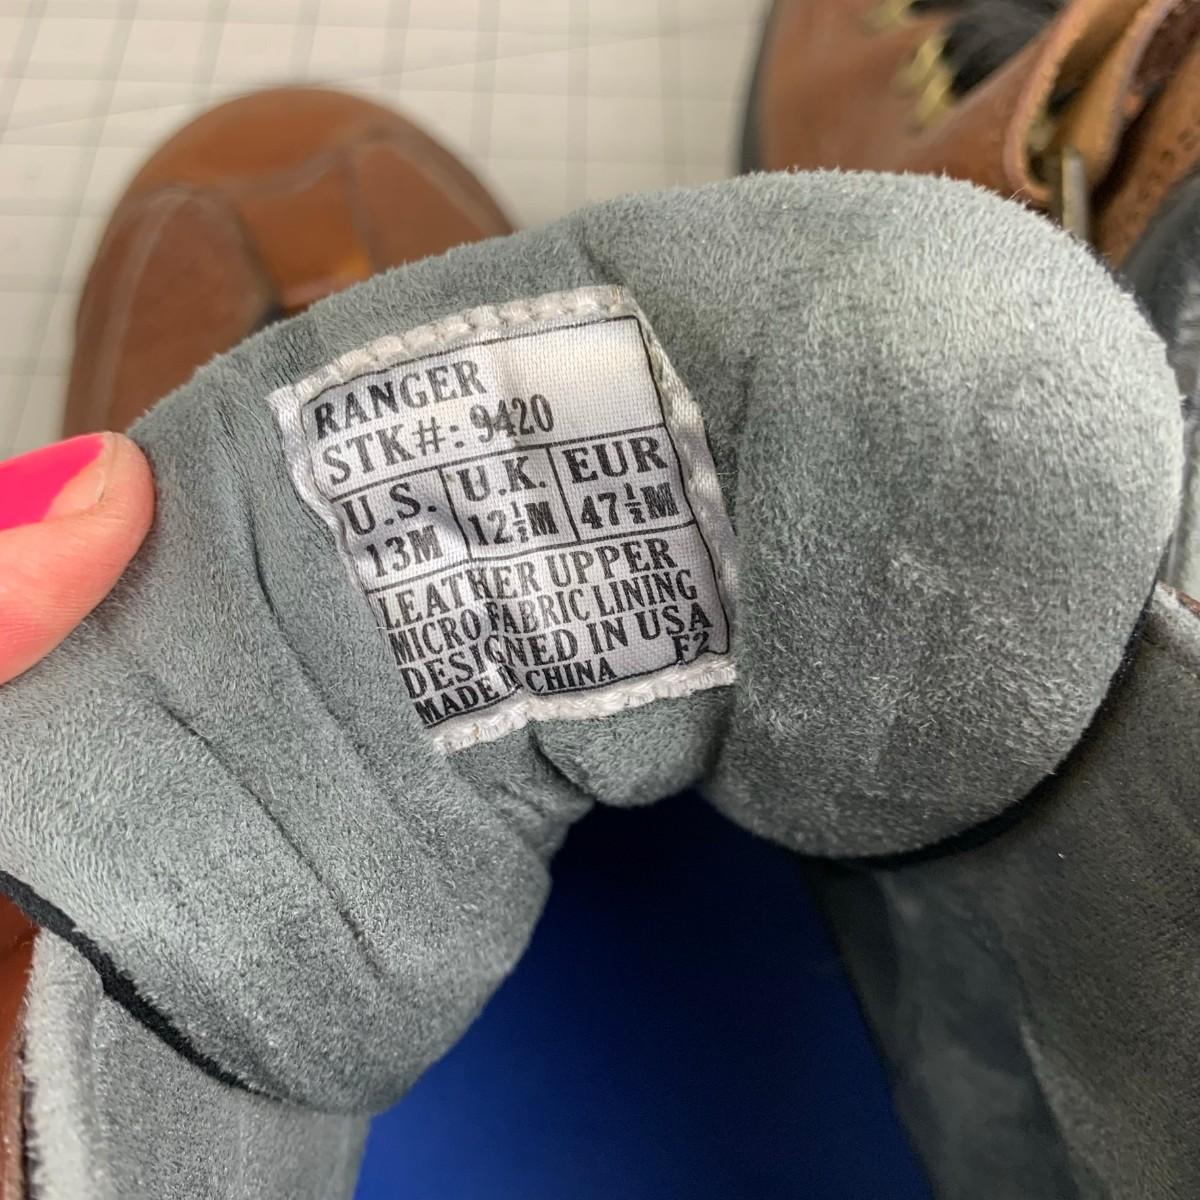 RANGER
STK#: 9420
U.S. U.K. EUR
13M 12½M 47½M
LEATHER UPPER
MICRO FABRIC LINING
DESIGNED IN USA
MADE IN CHINA F2